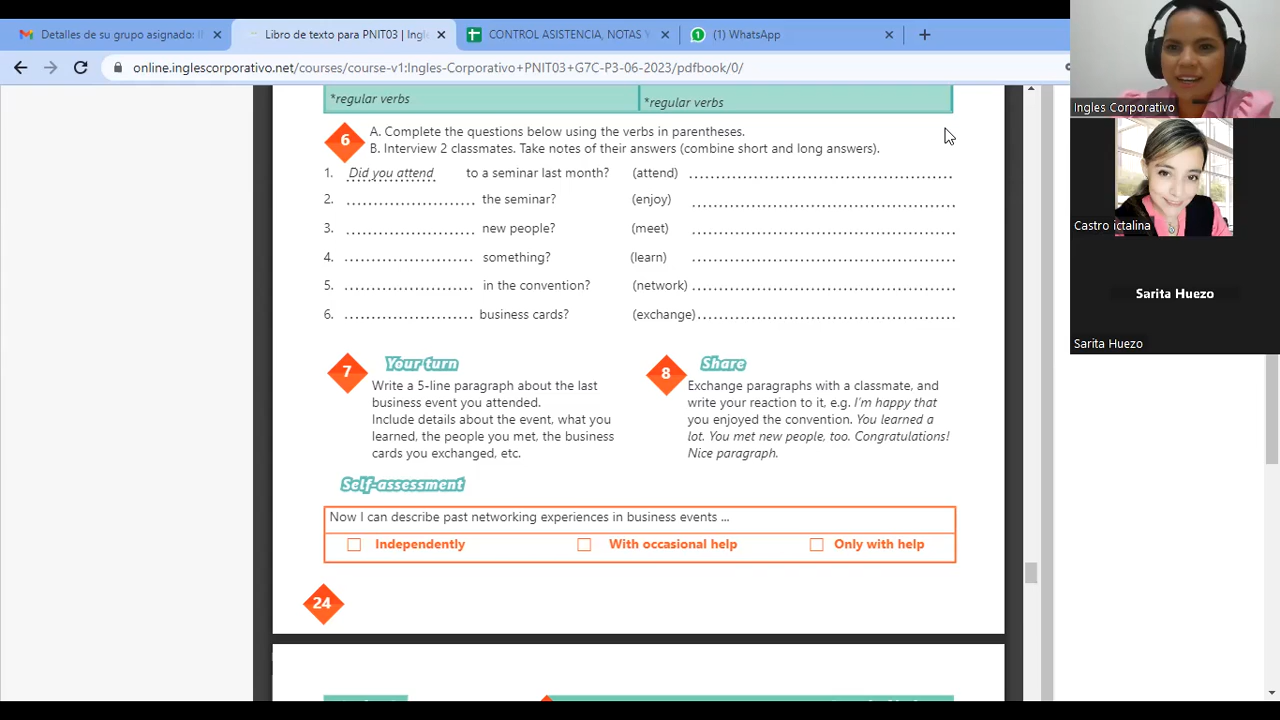 Detalles de su grupo asignado: I
Libro de texto para PNIT03 | Ingl
CONTROL ASISTENCIA, NOTAS Y
(1) WhatsApp
online.inglescorporativo.net/courses/course-v1:Ingles-Corporativo+PNIT03+G7C-P3-06-2023/pdfbook/0/
*regular verbs
*regular verbs
6
A. Complete the questions below using the verbs in parentheses.
B. Interview 2 classmates. Take notes of their answers (combine short and long answers).
1. Did you attend to a seminar last month? (attend) ................................................
2. .......................... the seminar? (enjoy) ................................................
3. .......................... new people? (meet) ................................................
4. .......................... something? (learn) ................................................
5. .......................... in the convention? (network) ................................................
6. .......................... business cards? (exchange) ................................................
7
Your turn
Write a 5-line paragraph about the last
business event you attended.
Include details about the event, what you
learned, the people you met, the business
cards you exchanged, etc.
8
Share
Exchange paragraphs with a classmate, and
write your reaction to it, e.g. I'm happy that
you enjoyed the convention. You learned a
lot. You met new people, too. Congratulations!
Nice paragraph.
Self-assessment
Now I can describe past networking experiences in business events ...
Independently
With occasional help
Only with help
24
Ingles Corporativo
Castro ictalina
Sarita Huezo
Sarita Huezo